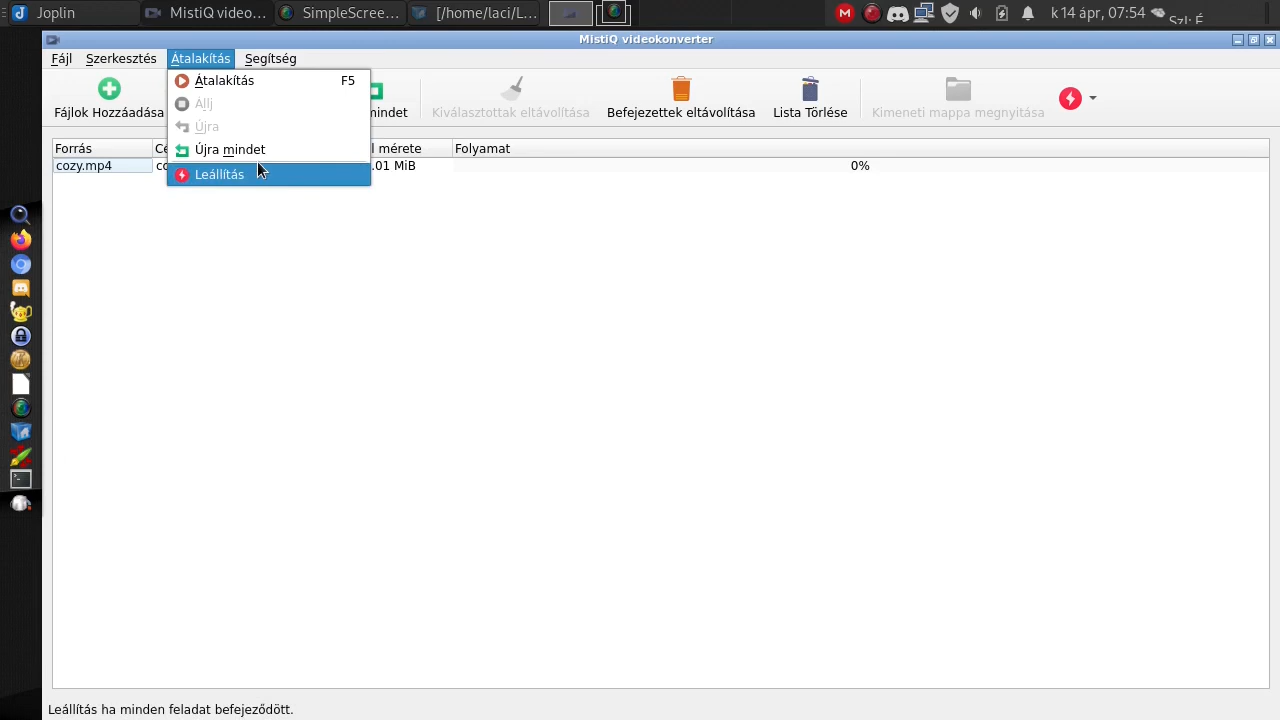 Joplin
MistiQ video...
SimpleScree...
[/home/laci/L...
k 14 ápr, 07:54
MistiQ videokonverter
Fájl
Szerkesztés
Átalakítás
Segítség
Fájlok Hozzáadása
mindet
Kiválasztottak eltávolítása
Befejezettek eltávolítása
Lista Törlése
Kimeneti mappa megnyitása
Átalakítás F5
Állj
Újra
Újra mindet
Leállítás
Forrás
l mérete
Folyamat
cozy.mp4
.01 MiB
0%
Leállítás ha minden feladat befejeződött.